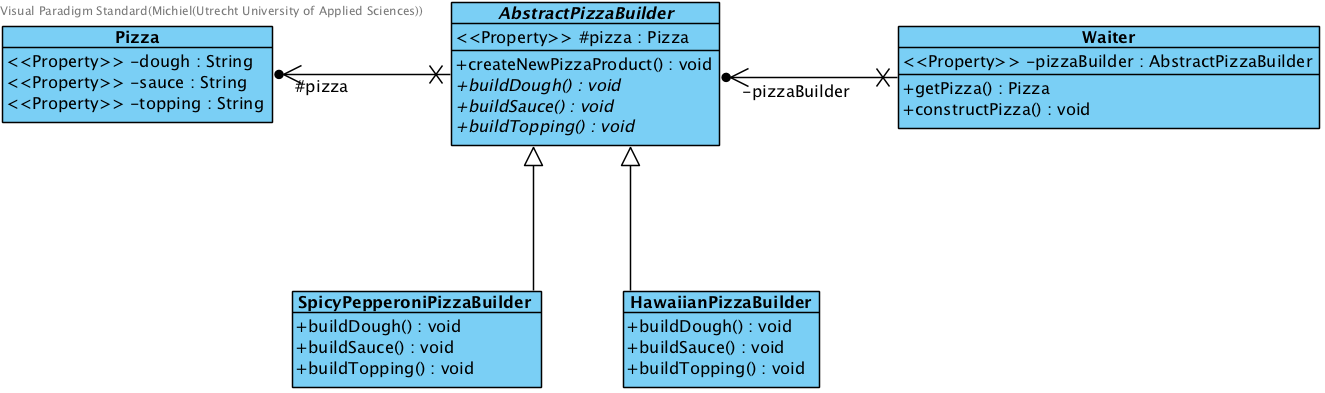 Visual Paradigm Standard(Michiel(Utrecht University of Applied Sciences))
Pizza
<<Property>> -dough : String
<<Property>> -sauce : String
<<Property>> -topping : String
#pizza
AbstractPizzaBuilder
<<Property>> #pizza : Pizza
+createNewPizzaProduct() : void
+buildDough() : void
+buildSauce() : void
+buildTopping() : void
-pizzaBuilder
Waiter
<<Property>> -pizzaBuilder : AbstractPizzaBuilder
+getPizza() : Pizza
+constructPizza() : void
SpicyPepperoniPizzaBuilder
+buildDough() : void
+buildSauce() : void
+buildTopping() : void
HawaiianPizzaBuilder
+buildDough() : void
+buildSauce() : void
+buildTopping() : void